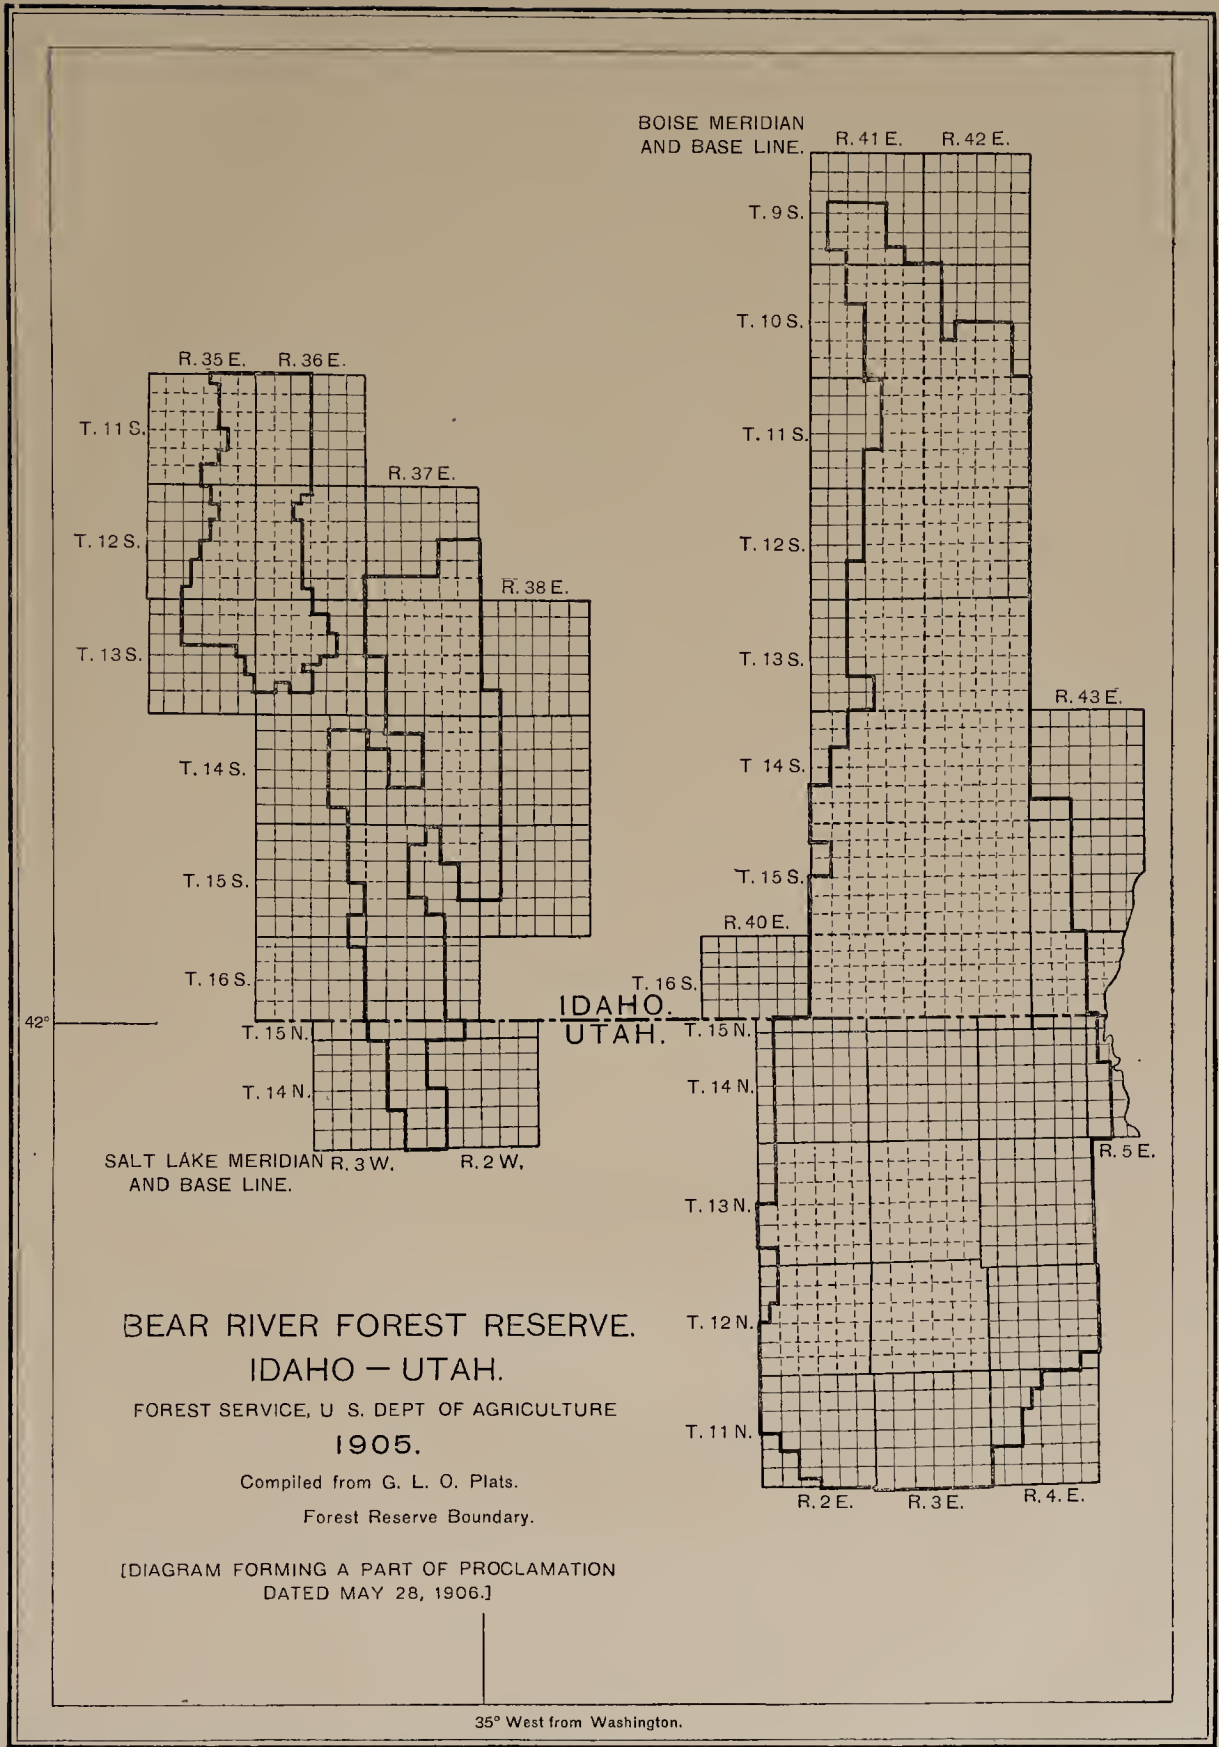 BOISE MERIDIAN
AND BASE LINE.
R. 41 E.
R. 42 E.
T. 9 S.
T. 10 S.
T. 11 S.
T. 12 S.
T. 13 S.
R. 43 E.
T 14 S.
T. 15 S.
R. 40 E.
T. 16 S.
R. 35 E.
R. 36 E.
T. 11 S.
R. 37 E.
T. 12 S.
R. 38 E.
T. 13 S.
T. 14 S.
T. 15 S.
T. 16 S.
IDAHO.
UTAH.
42°
T. 15 N.
T. 14 N.
SALT LAKE MERIDIAN
AND BASE LINE.
R. 3 W.
R. 2 W.
T. 15 N.
T. 14 N.
R. 5 E.
T. 13 N.
T. 12 N.
T. 11 N.
R. 2 E.
R. 3 E.
R. 4. E.
BEAR RIVER FOREST RESERVE.
IDAHO – UTAH.
FOREST SERVICE, U S. DEPT OF AGRICULTURE
1905.
Compiled from G. L. O. Plats.
Forest Reserve Boundary.
[DIAGRAM FORMING A PART OF PROCLAMATION
DATED MAY 28, 1906.]
35° West from Washington.